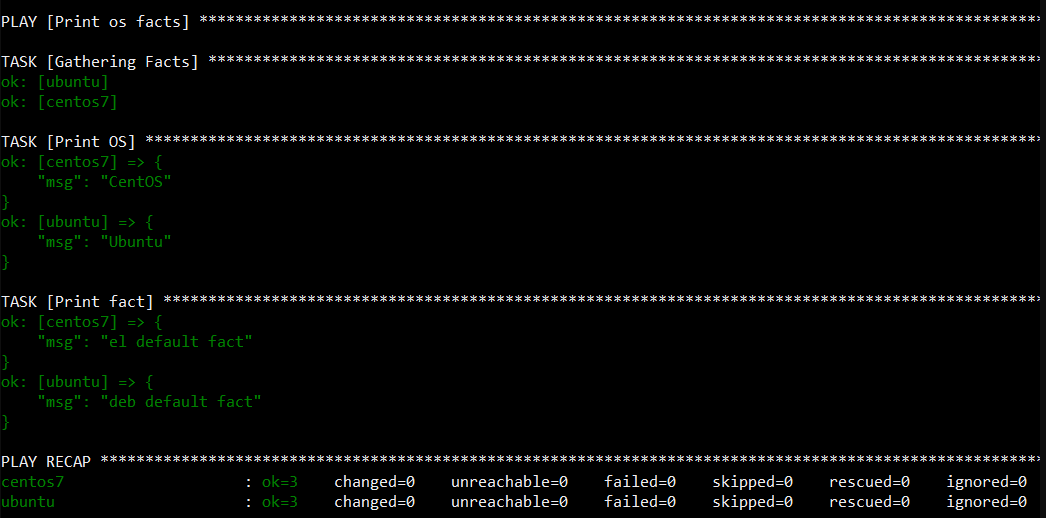 PLAY [Print os facts] *********************************************************************************************
TASK [Gathering Facts] ********************************************************************************************
ok: [ubuntu]
ok: [centos7]
TASK [Print OS] ***************************************************************************************************
ok: [centos7] => {
    "msg": "CentOS"
}
ok: [ubuntu] => {
    "msg": "Ubuntu"
}
TASK [Print fact] *************************************************************************************************
ok: [centos7] => {
    "msg": "el default fact"
}
ok: [ubuntu] => {
    "msg": "deb default fact"
}
PLAY RECAP ********************************************************************************************************
centos7                    : ok=3    changed=0    unreachable=0    failed=0    skipped=0    rescued=0    ignored=0
ubuntu                     : ok=3    changed=0    unreachable=0    failed=0    skipped=0    rescued=0    ignored=0